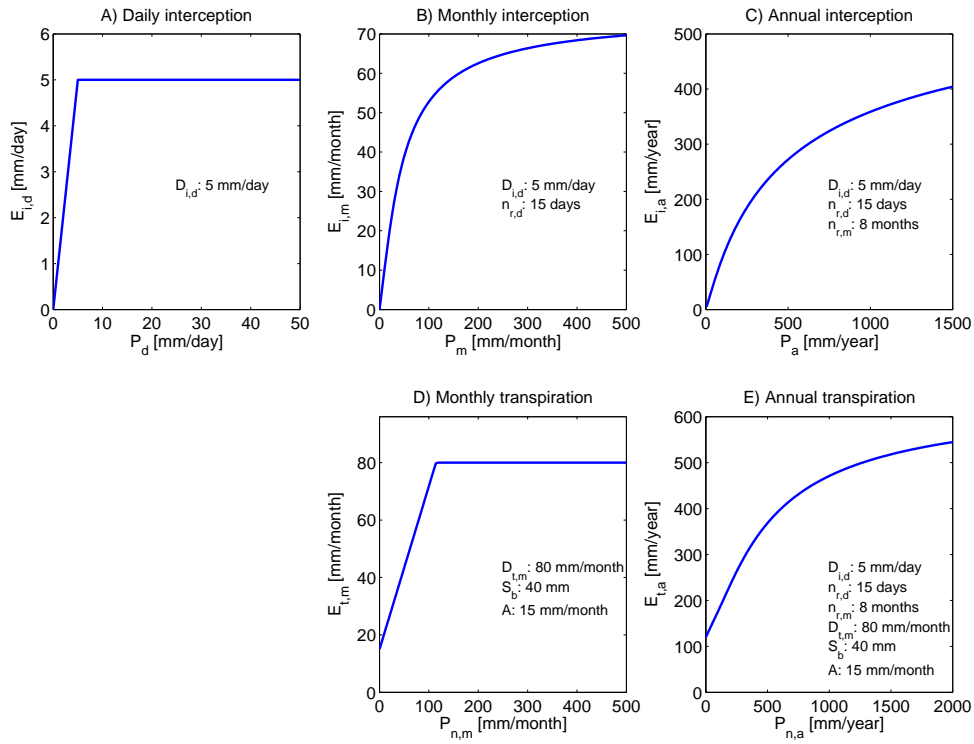 A) Daily interception
6
5
4
3
2
1
0
E_{i,d} [mm/day]
D_{i,d}: 5 mm/day
0 10 20 30 40 50
P_d [mm/day]
B) Monthly interception
70
60
50
40
30
20
10
0
E_{i,m} [mm/month]
D_{i,d}: 5 mm/day
n_{r,d}: 15 days
0 100 200 300 400 500
P_m [mm/month]
C) Annual interception
500
400
300
200
100
0
E_{i,a} [mm/year]
D_{i,d}: 5 mm/day
n_{r,d}: 15 days
n_{r,m}: 8 months
0 500 1000 1500
P_a [mm/year]
D) Monthly transpiration
80
60
40
20
0
E_{t,m} [mm/month]
D_{t,m}: 80 mm/month
S_b: 40 mm
A: 15 mm/month
0 100 200 300 400 500
P_{n,m} [mm/month]
E) Annual transpiration
600
500
400
300
200
100
0
E_{t,a} [mm/year]
D_{i,d}: 5 mm/day
n_{r,d}: 15 days
n_{r,m}: 8 months
D_{t,m}: 80 mm/month
S_b: 40 mm
A: 15 mm/month
0 500 1000 1500 2000
P_{n,a} [mm/year]